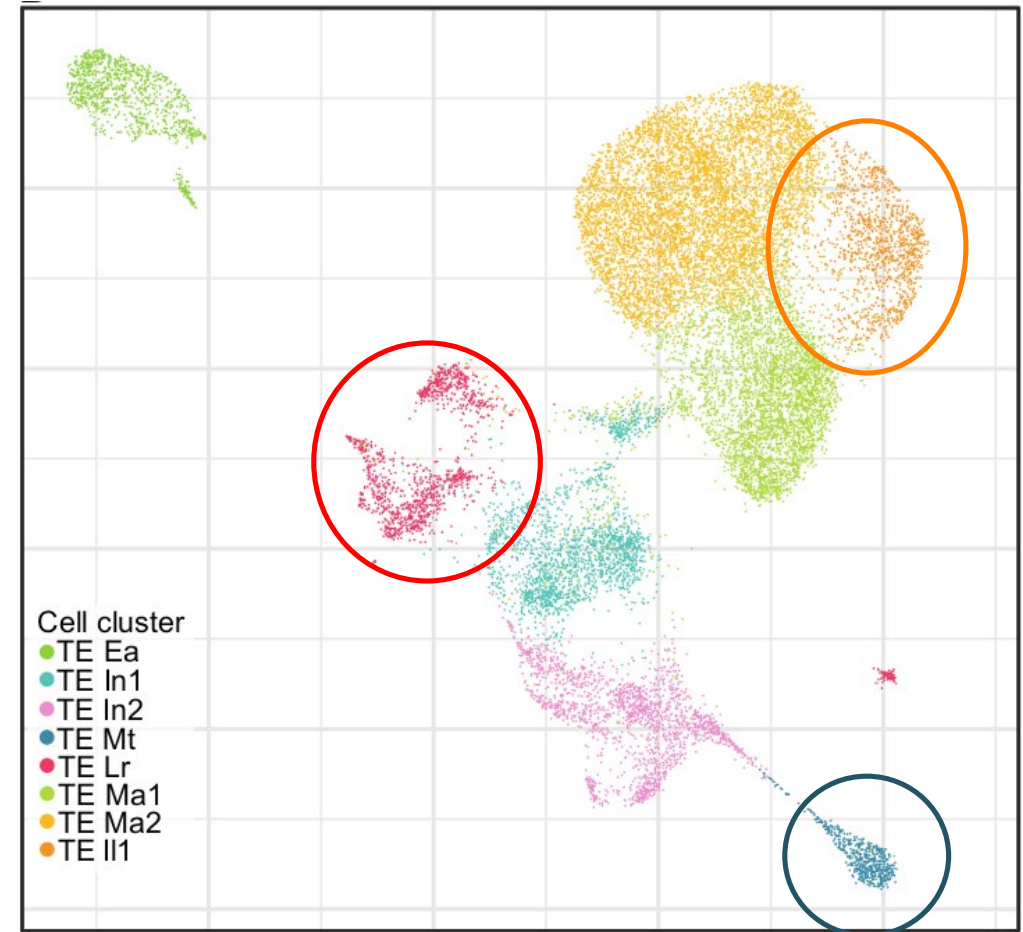 Cell cluster
TE Ea
TE In1
TE In2
TE Mt
TE Lr
TE Ma1
TE Ma2
TE Il1